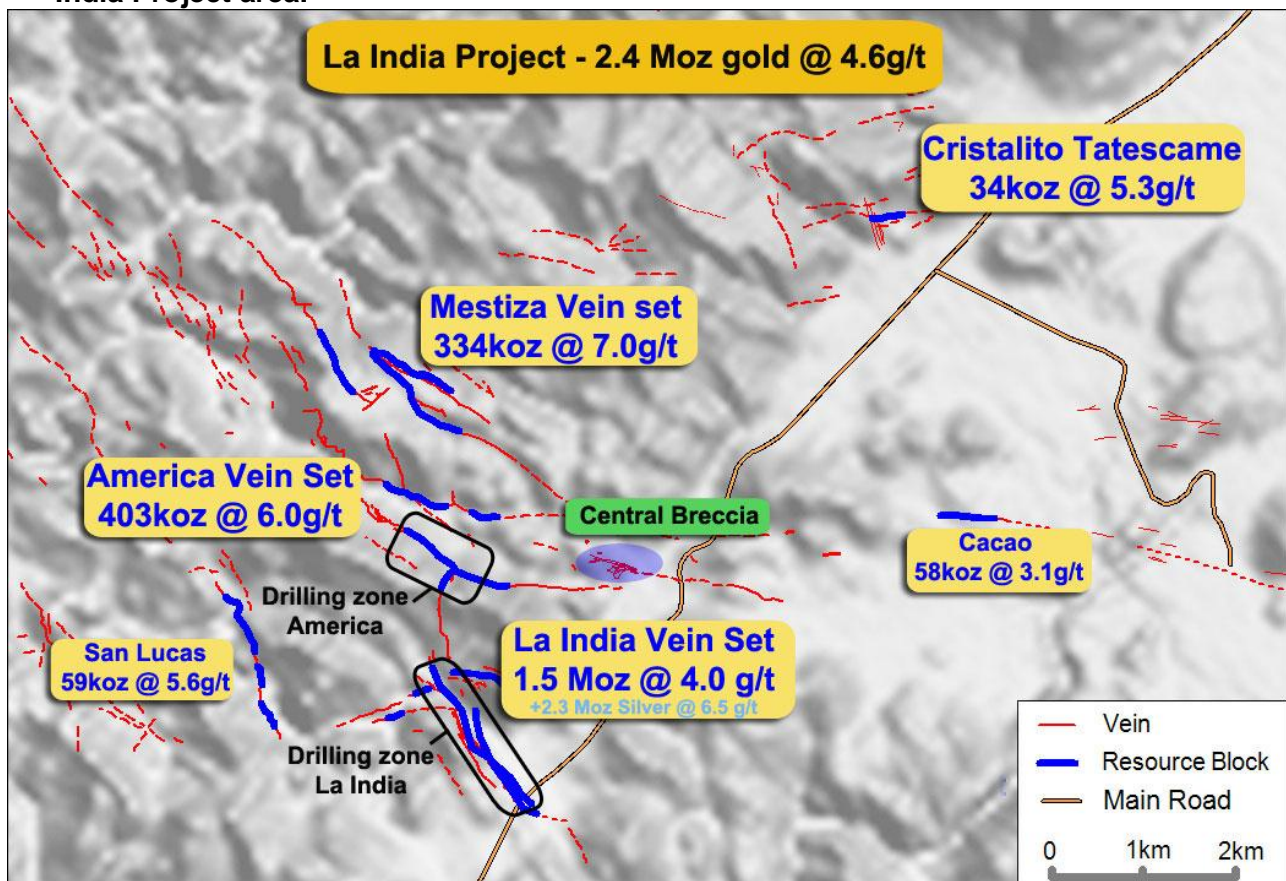 India Project area.
La India Project - 2.4 Moz gold @ 4.6g/t
Cristalito Tatescame
34koz @ 5.3g/t
Mestiza Vein set
334koz @ 7.0g/t
America Vein Set
403koz @ 6.0g/t
Central Breccia
Cacao
58koz @ 3.1g/t
Drilling zone
America
San Lucas
59koz @ 5.6g/t
La India Vein Set
1.5 Moz @ 4.0 g/t
+2.3 Moz Silver @ 6.5 g/t
Drilling zone
La India
Vein
Resource Block
Main Road
0 1km 2km